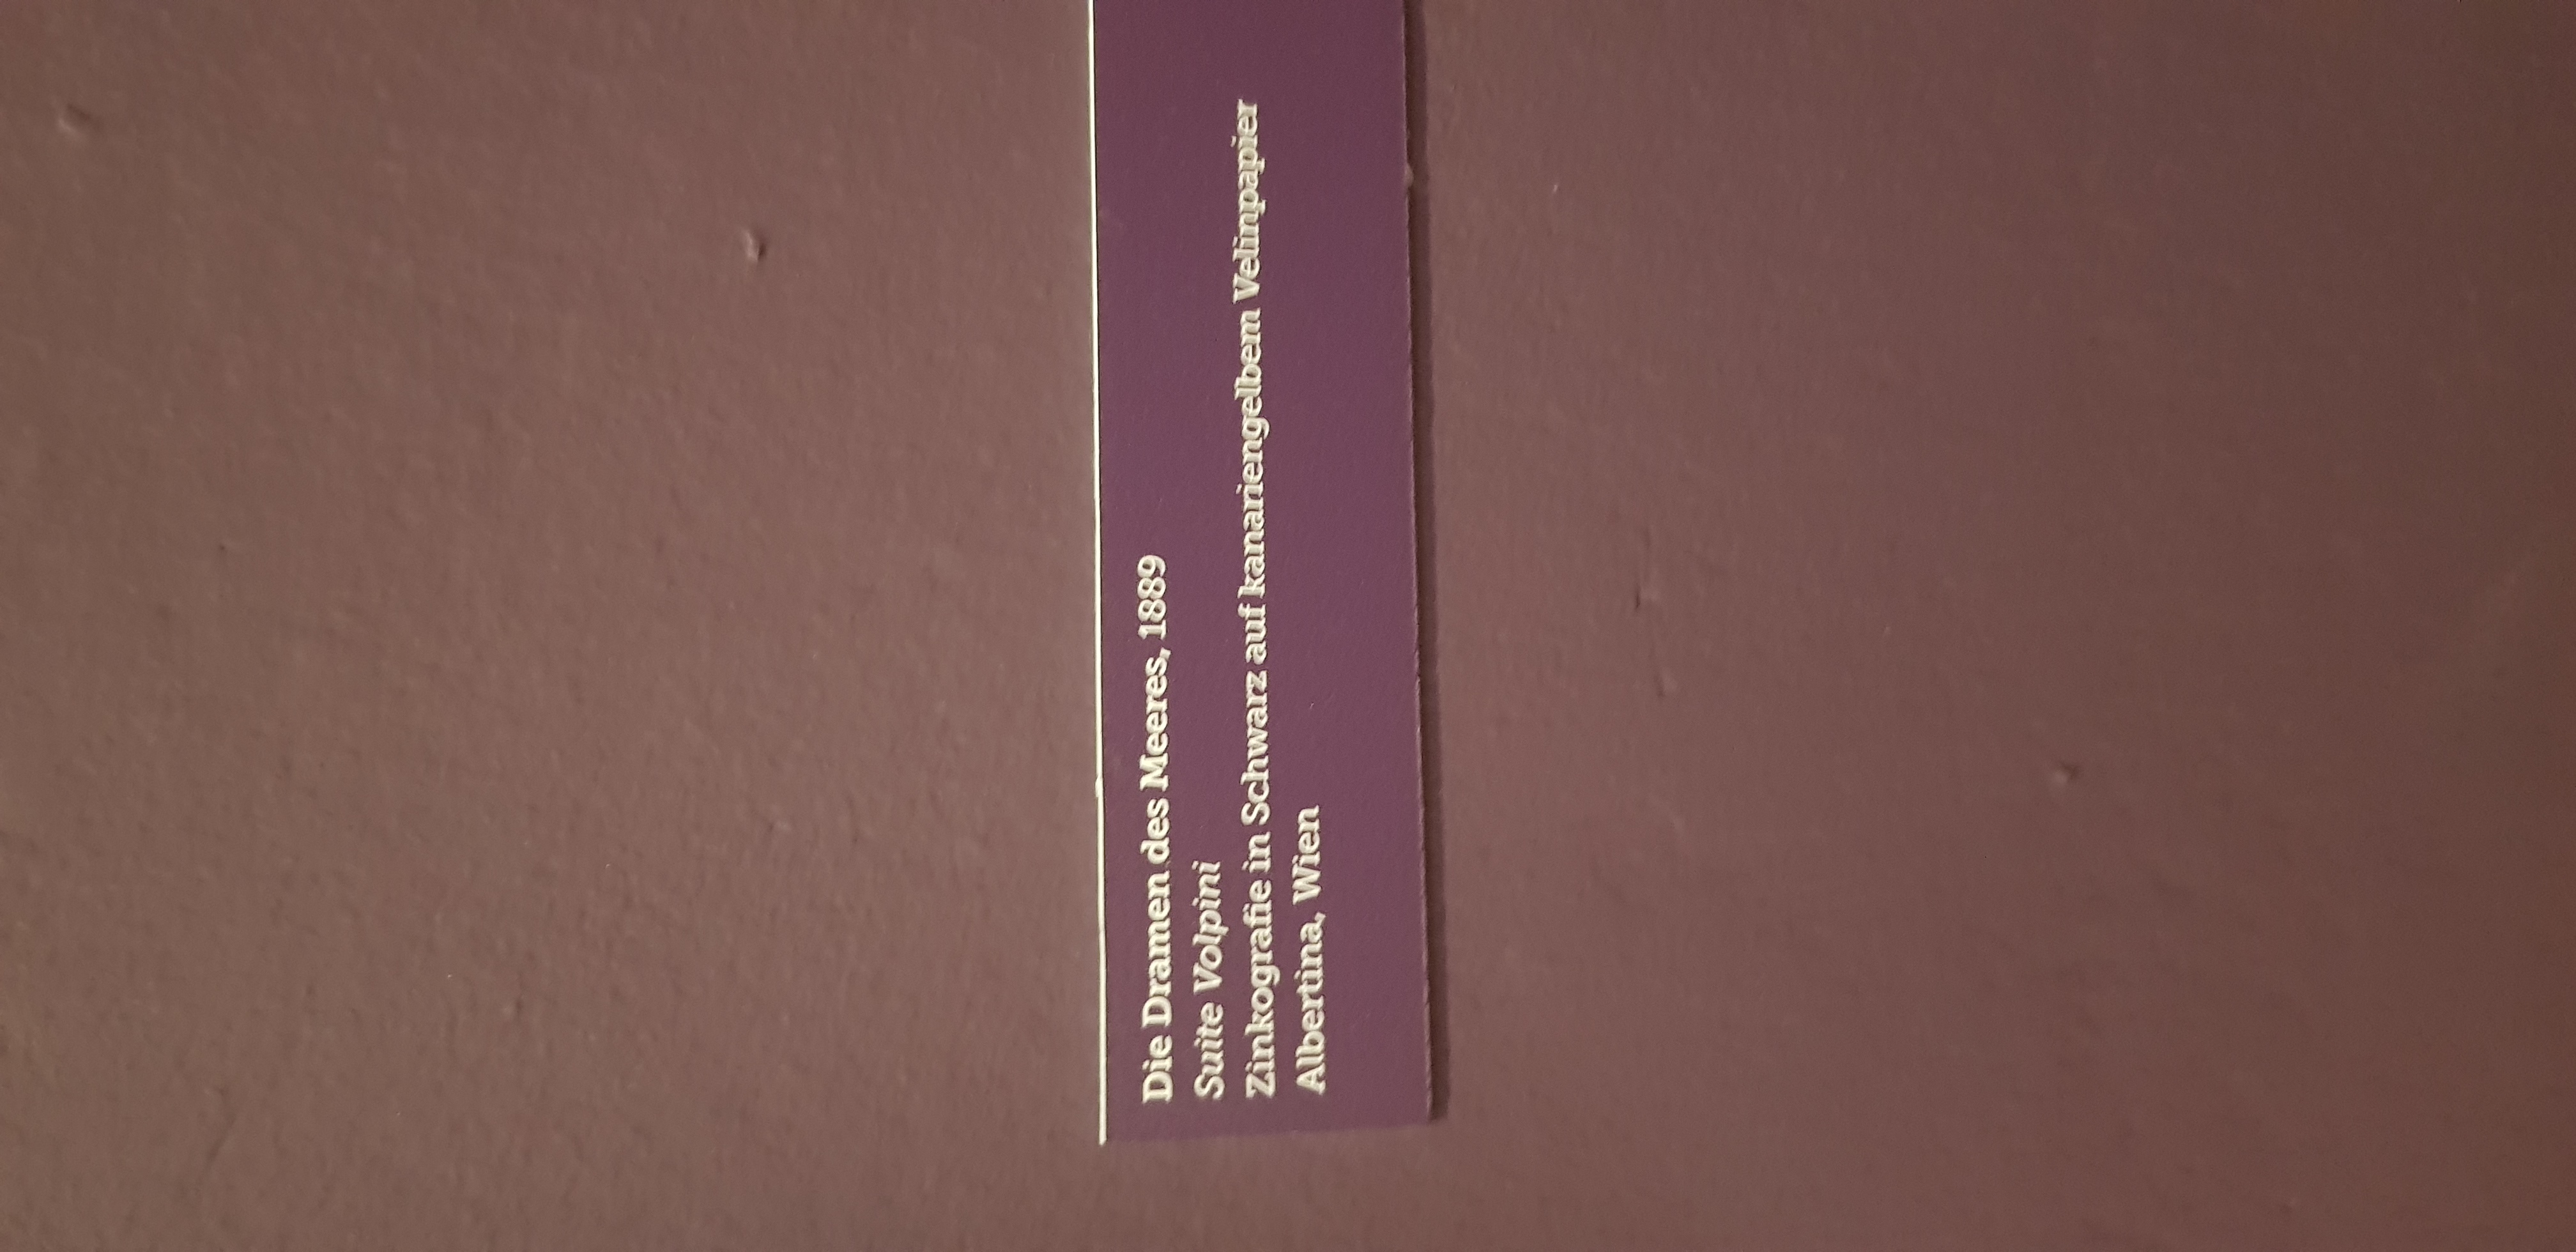 Die Dramen des Meeres, 1889
Suite Volpini
Zinkografie in Schwarz auf kanariengelbem Velinpapier
Albertina, Wien